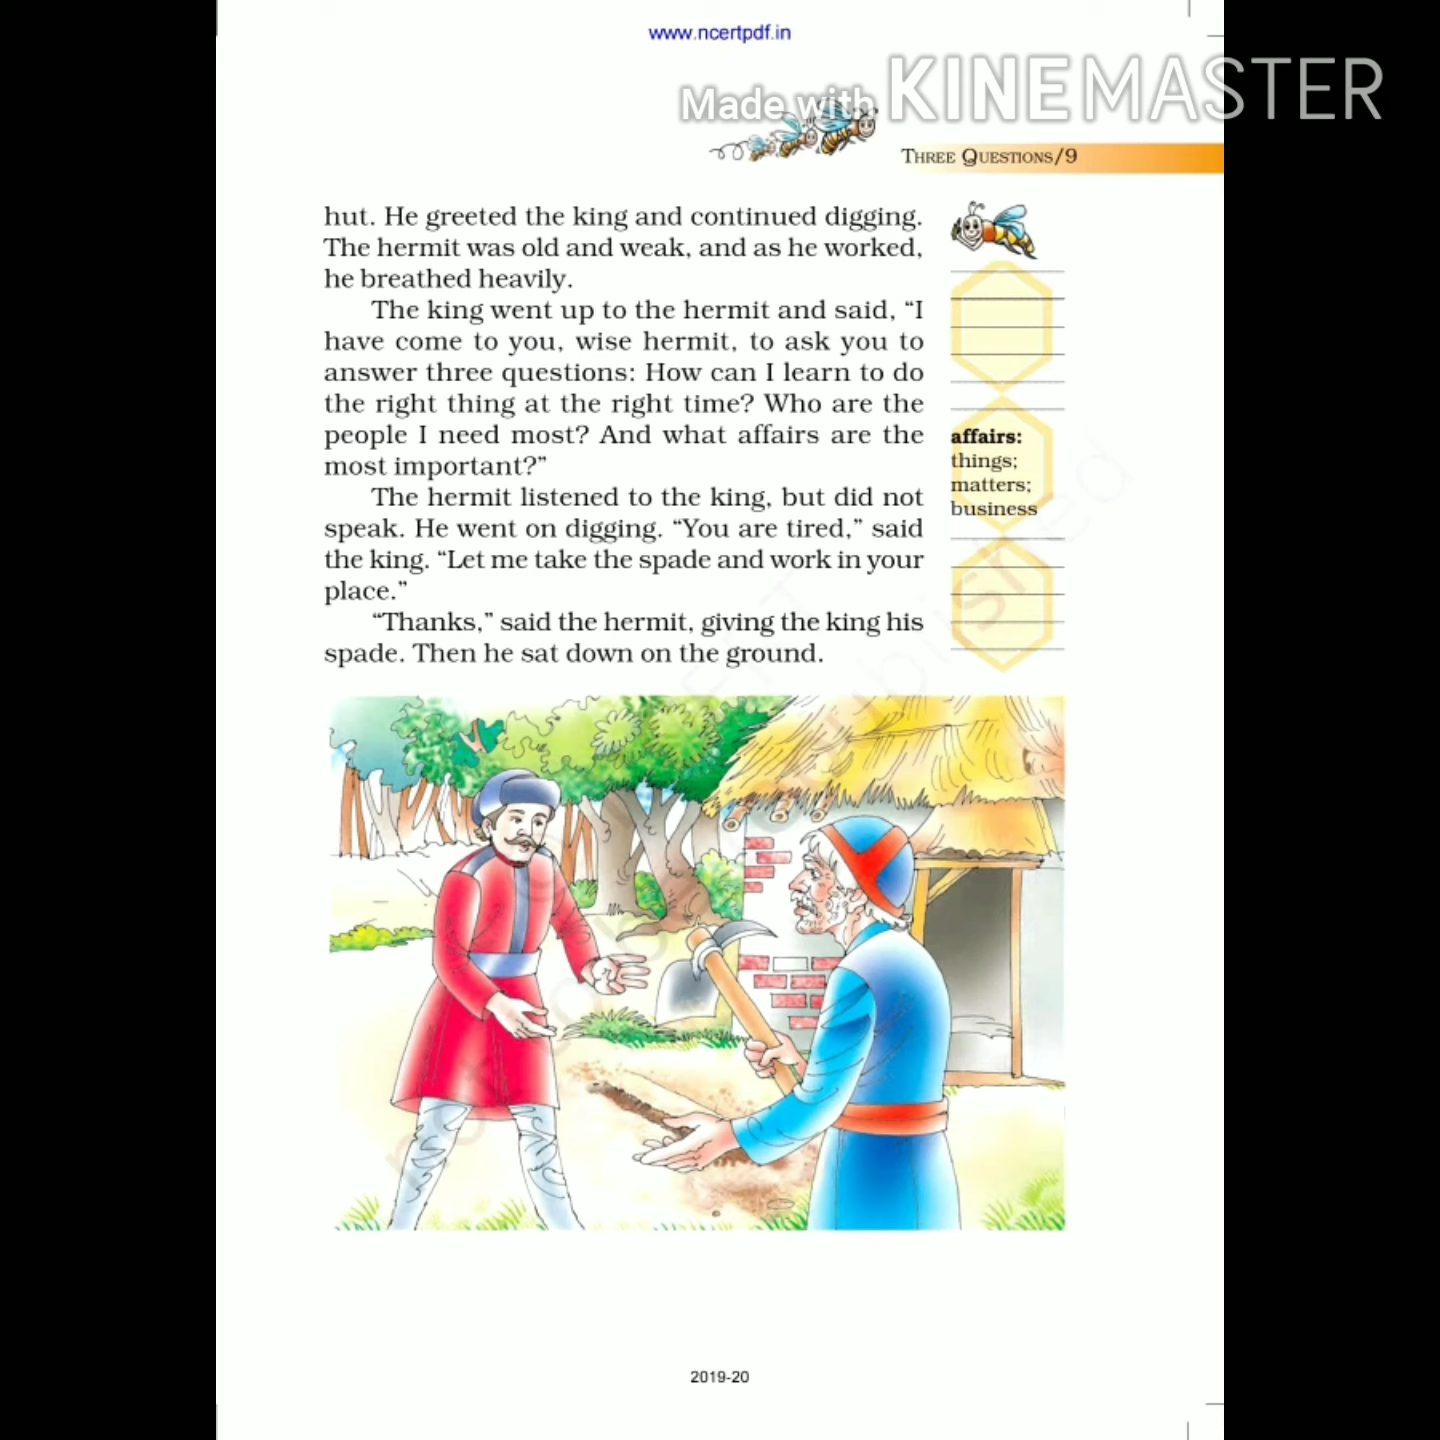 www.ncertpdf.in
Made with KINEMASTER
THREE QUESTIONS/9
hut. He greeted the king and continued digging.
The hermit was old and weak, and as he worked,
he breathed heavily.
The king went up to the hermit and said, “I
have come to you, wise hermit, to ask you to
answer three questions: How can I learn to do
the right thing at the right time? Who are the
people I need most? And what affairs are the
most important?”
The hermit listened to the king, but did not
speak. He went on digging. “You are tired,” said
the king. “Let me take the spade and work in your
place.”
“Thanks,” said the hermit, giving the king his
spade. Then he sat down on the ground.
affairs:
things;
matters;
business
2019-20